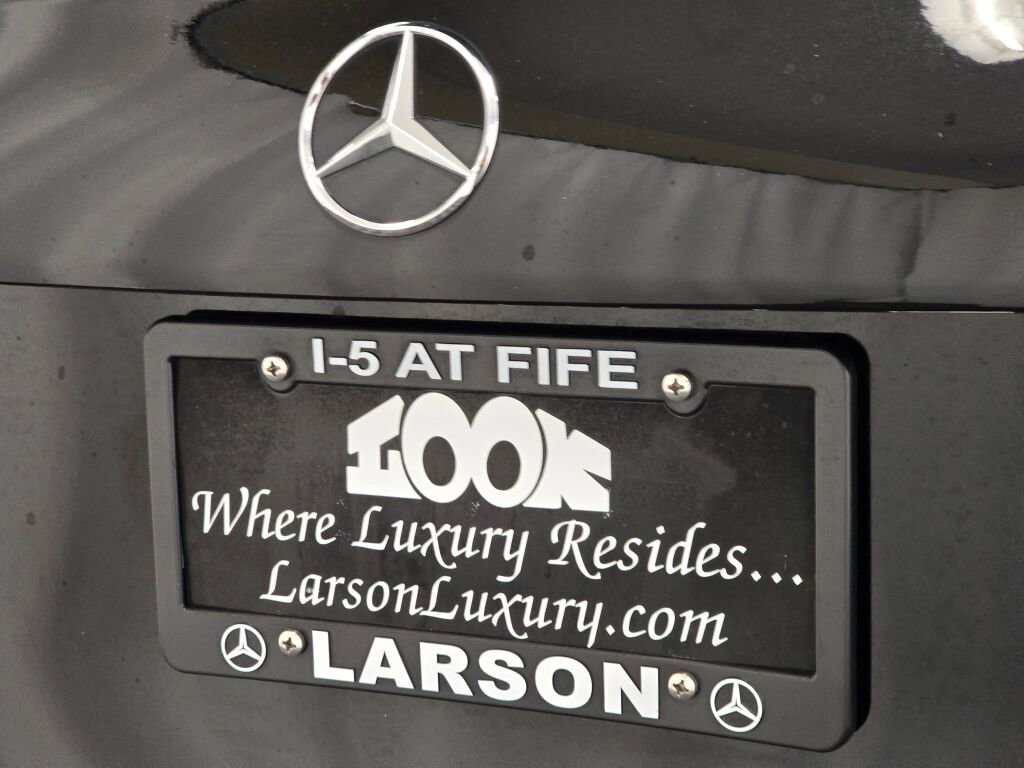 I-5 AT FIFE
LOOK
Where Luxury Resides...
LarsonLuxury.com
LARSON